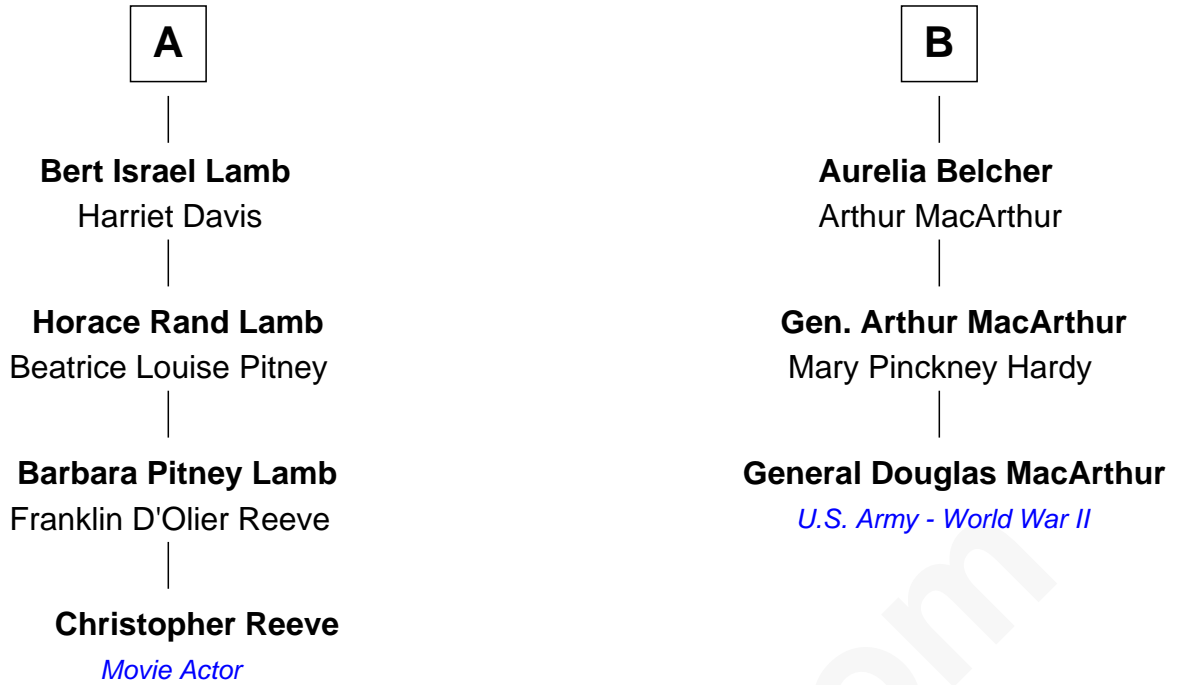 A
Bert Israel Lamb
Harriet Davis
Horace Rand Lamb
Beatrice Louise Pitney
Barbara Pitney Lamb
Franklin D'Olier Reeve
Christopher Reeve
Movie Actor
B
Aurelia Belcher
Arthur MacArthur
Gen. Arthur MacArthur
Mary Pinckney Hardy
General Douglas MacArthur
U.S. Army - World War II
om